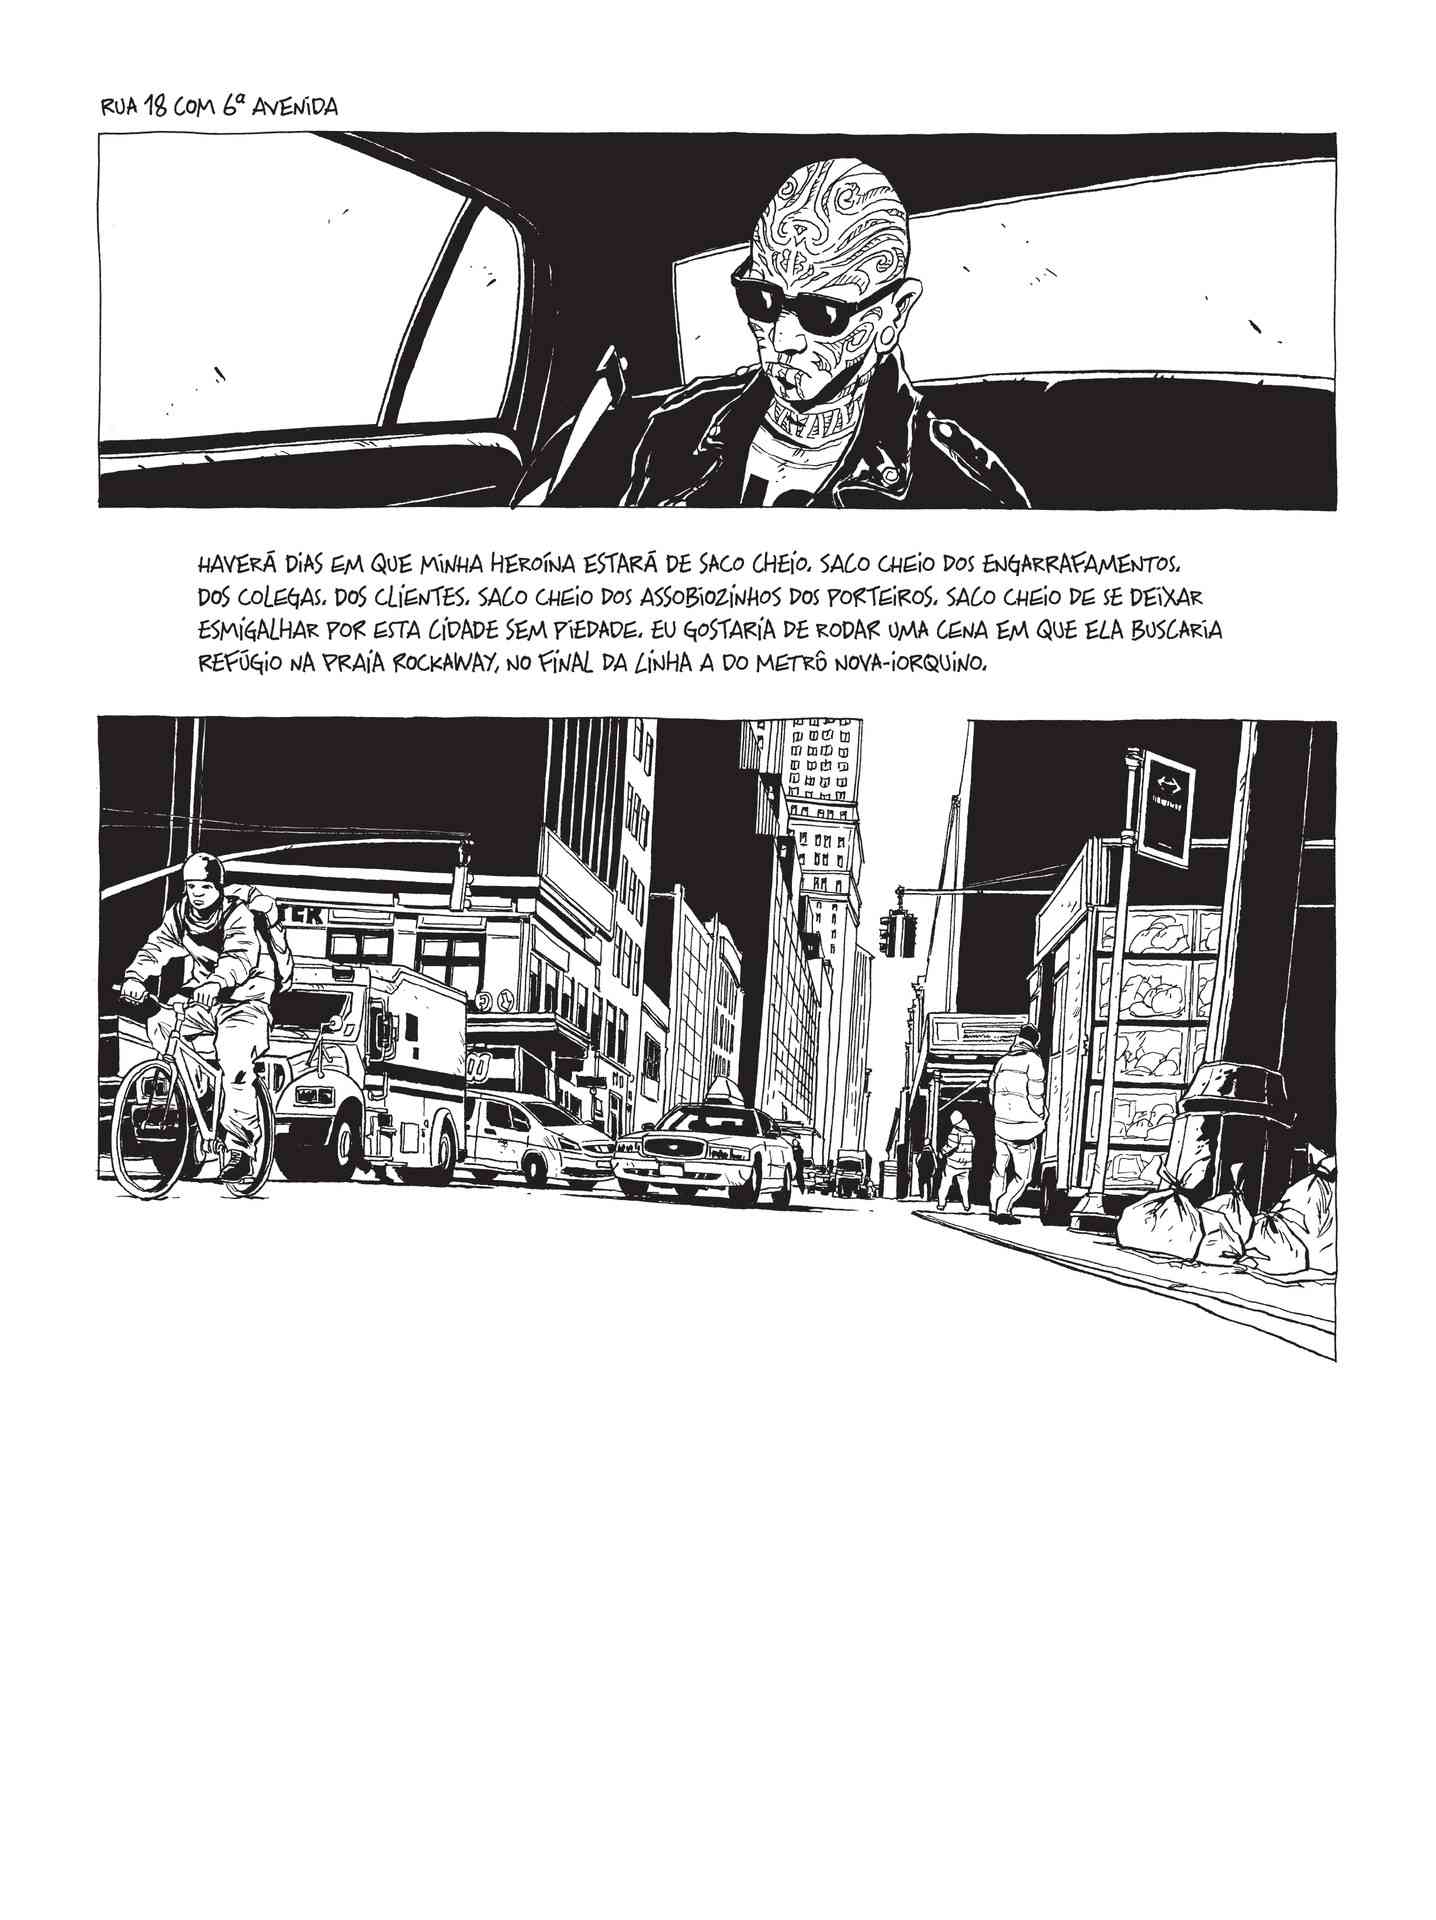 RUA 18 COM 6ª AVENIDA
HAVERÁ DIAS EM QUE MINHA HEROÍNA ESTARÁ DE SACO CHEIO. SACO CHEIO DOS ENGARRAFAMENTOS.
DOS COLEGAS. DOS CLIENTES. SACO CHEIO DOS ASSOBIOZINHOS DOS PORTEIROS. SACO CHEIO DE SE DEIXAR
ESMIGALHAR POR ESTA CIDADE SEM PIEDADE. EU GOSTARIA DE RODAR UMA CENA EM QUE ELA BUSCARIA
REFÚGIO NA PRAIA ROCKAWAY, NO FINAL DA LINHA A DO METRÔ NOVA-IORQUINO.